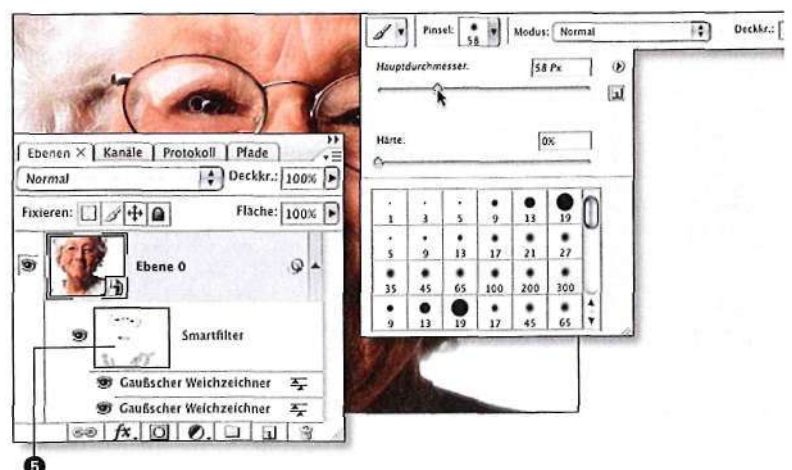 Pinsel: 58 Modus: Normal Deckkr.:
Hauptdurchmesser: 58 Px
Härte: 0%
1 3 5 9 13 19
5 9 13 17 21 27
35 45 65 100 200 300
9 13 19 17 45 65
Ebenen × Kanäle Protokoll Pfade
Normal Deckkr.: 100%
Fixieren: Fläche: 100%
Ebene 0
Smartfilter
Gaußscher Weichzeichner
Gaußscher Weichzeichner
fx.
5